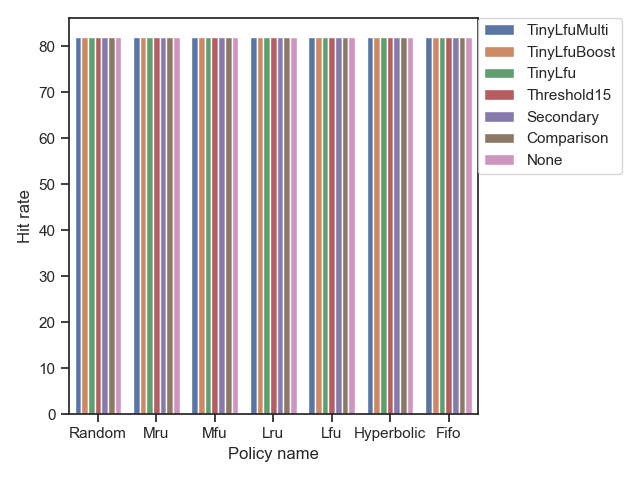 Hit rate
80
70
60
50
40
30
20
10
0
Random Mru Mfu Lru Lfu Hyperbolic Fifo
Policy name
TinyLfuMulti
TinyLfuBoost
TinyLfu
Threshold15
Secondary
Comparison
None